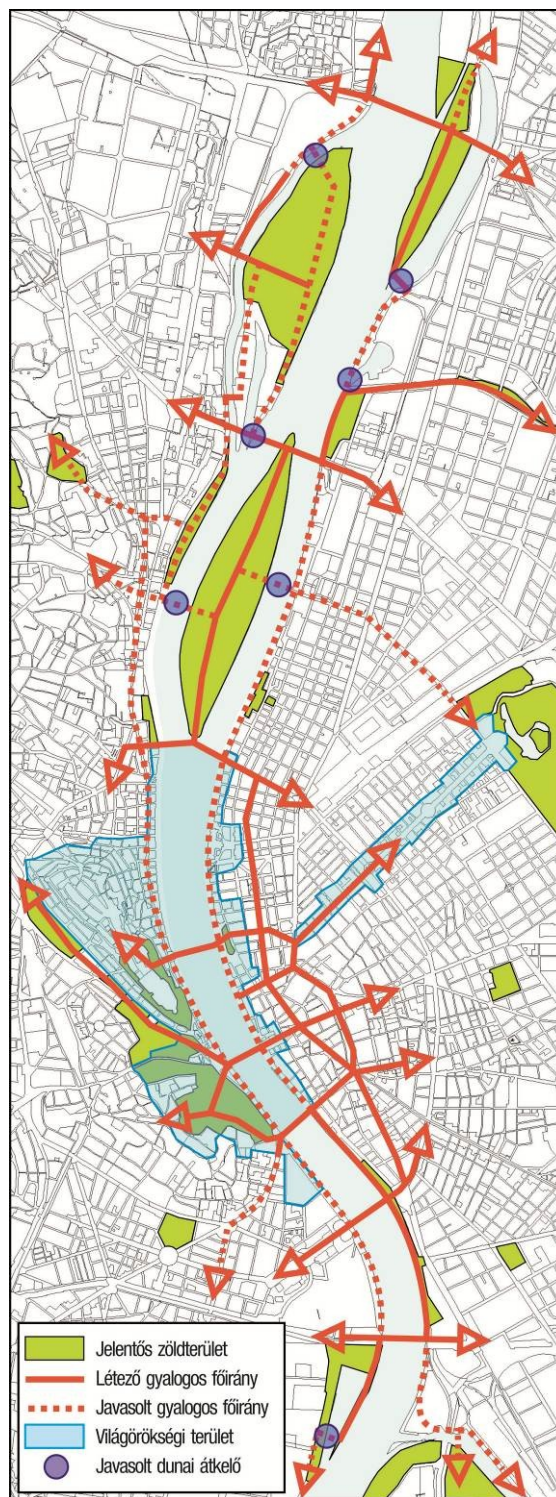 Jelentős zöldterület
Létező gyalogos főirány
Javasolt gyalogos főirány
Világörökségi terület
Javasolt dunai átkelő